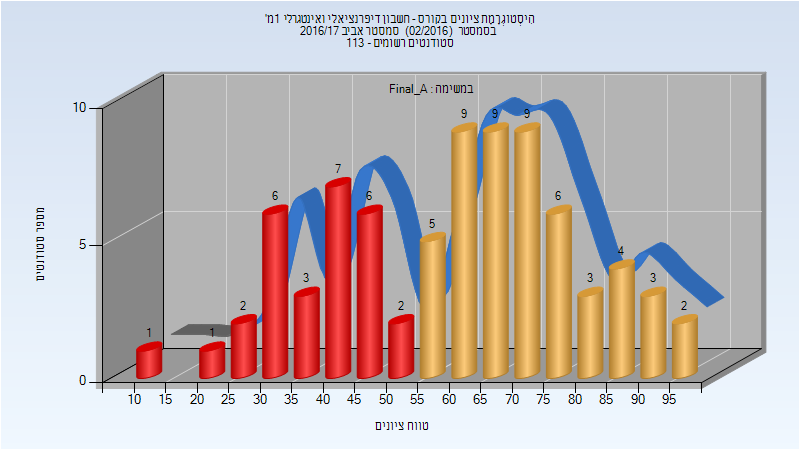 הִיסְטוֹגְרַמַת ציונים בקורס - חשבון דיפרנציאלי ואינטגרלי 1מ'
בסמסטר (02/2016) סמסטר אביב 2016/17
סטודנטים רשומים - 113
במשימה : Final_A
מספר סטודנטים
10
5
0
1 1 2 6 3 7 6 2 5 9 9 9 6 3 4 3 2
10 15 20 25 30 35 40 45 50 55 60 65 70 75 80 85 90 95
טווח ציונים